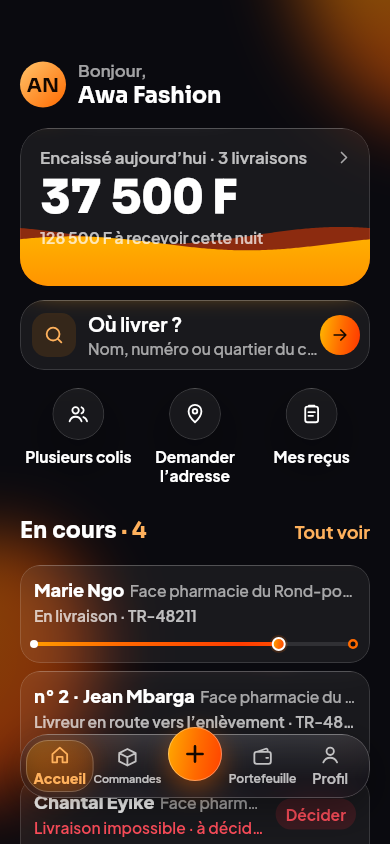 AN
Bonjour,
Awa Fashion
Encaissé aujourd’hui · 3 livraisons
37 500 F
128 500 F à recevoir cette nuit
Où livrer ?
Nom, numéro ou quartier du c…
Plusieurs colis
Demander
l’adresse
Mes reçus
En cours · 4
Tout voir
Marie Ngo Face pharmacie du Rond-po…
En livraison · TR-48211
n° 2 · Jean Mbarga Face pharmacie du …
Livreur en route vers l’enlèvement · TR-48…
Chantal Eyike Face pharm…
Livraison impossible · à décid…
Décider
Accueil
Commandes
Portefeuille
Profil